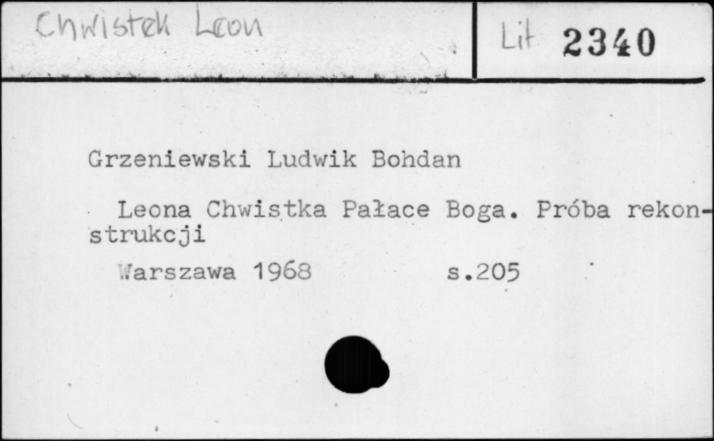 Chwistek Leon
Lit 2340
Grzeniewski Ludwik Bohdan
Leona Chwistka Pałace Boga. Próba rekon-
strukcji
Warszawa 1968 s.205